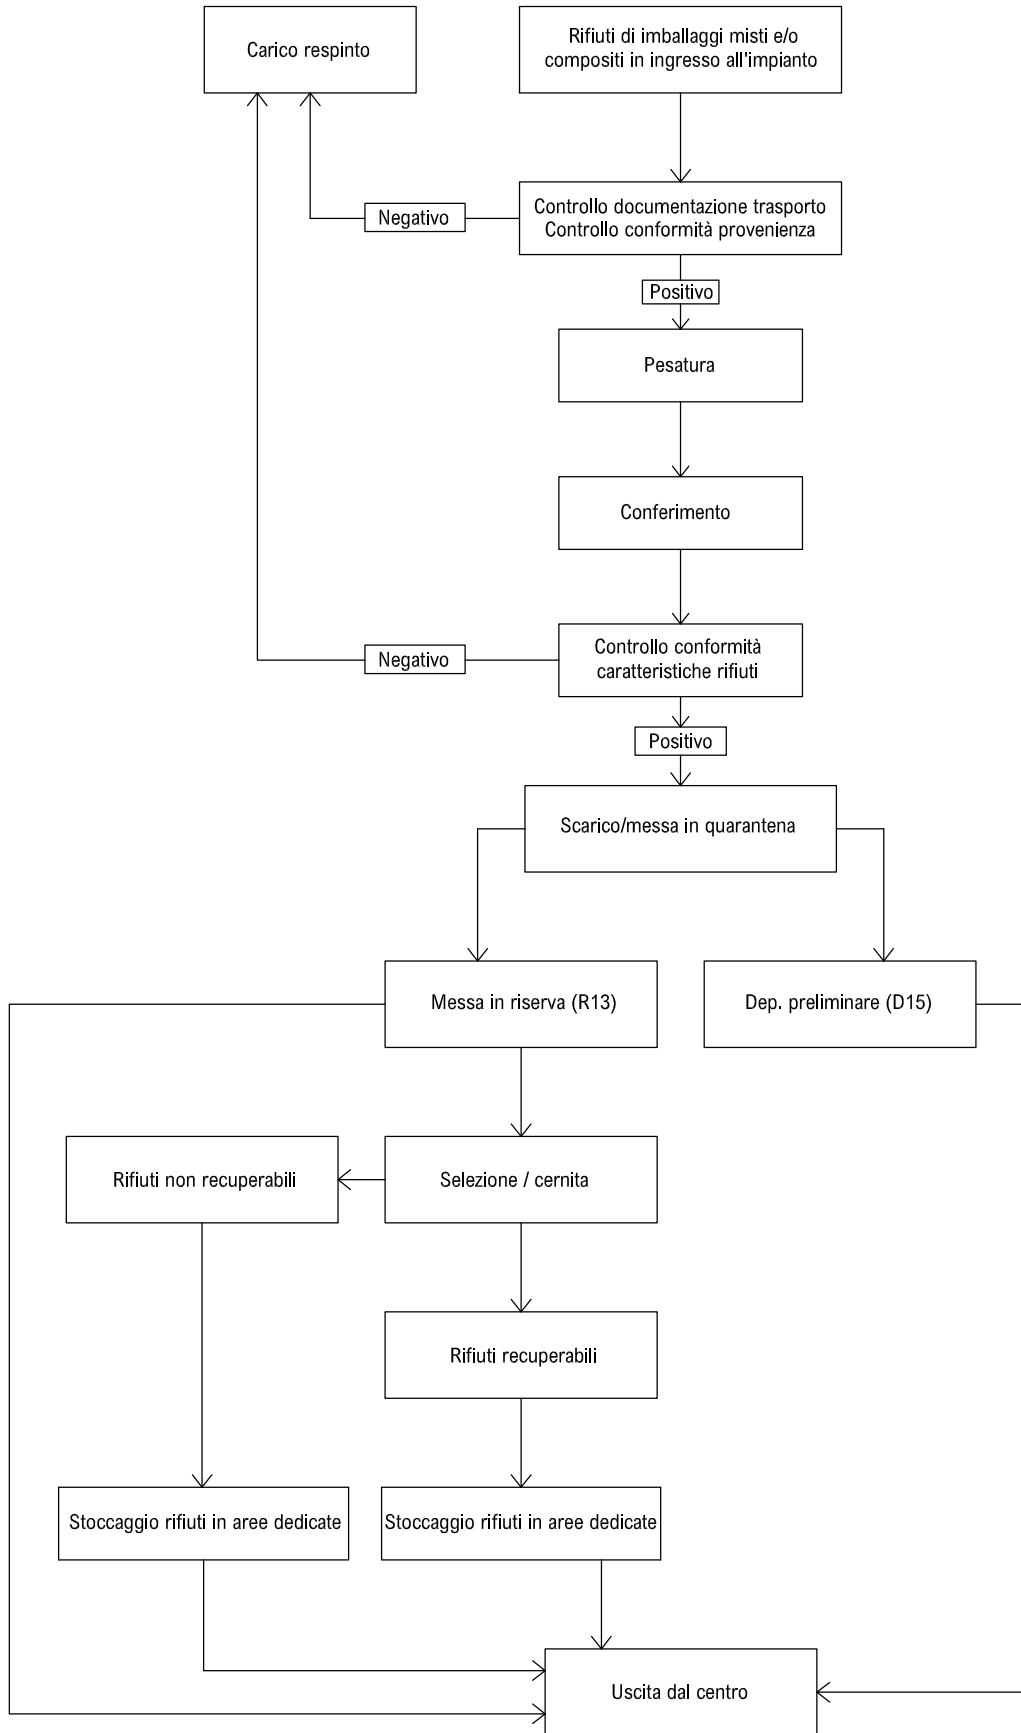 Carico respinto
Rifiuti di imballaggi misti e/o
compositi in ingresso all'impianto
Negativo
Controllo documentazione trasporto
Controllo conformità provenienza
Positivo
Pesatura
Conferimento
Negativo
Controllo conformità
caratteristiche rifiuti
Positivo
Scarico/messa in quarantena
Messa in riserva (R13)
Dep. preliminare (D15)
Rifiuti non recuperabili
Selezione / cernita
Rifiuti recuperabili
Stoccaggio rifiuti in aree dedicate
Stoccaggio rifiuti in aree dedicate
Uscita dal centro